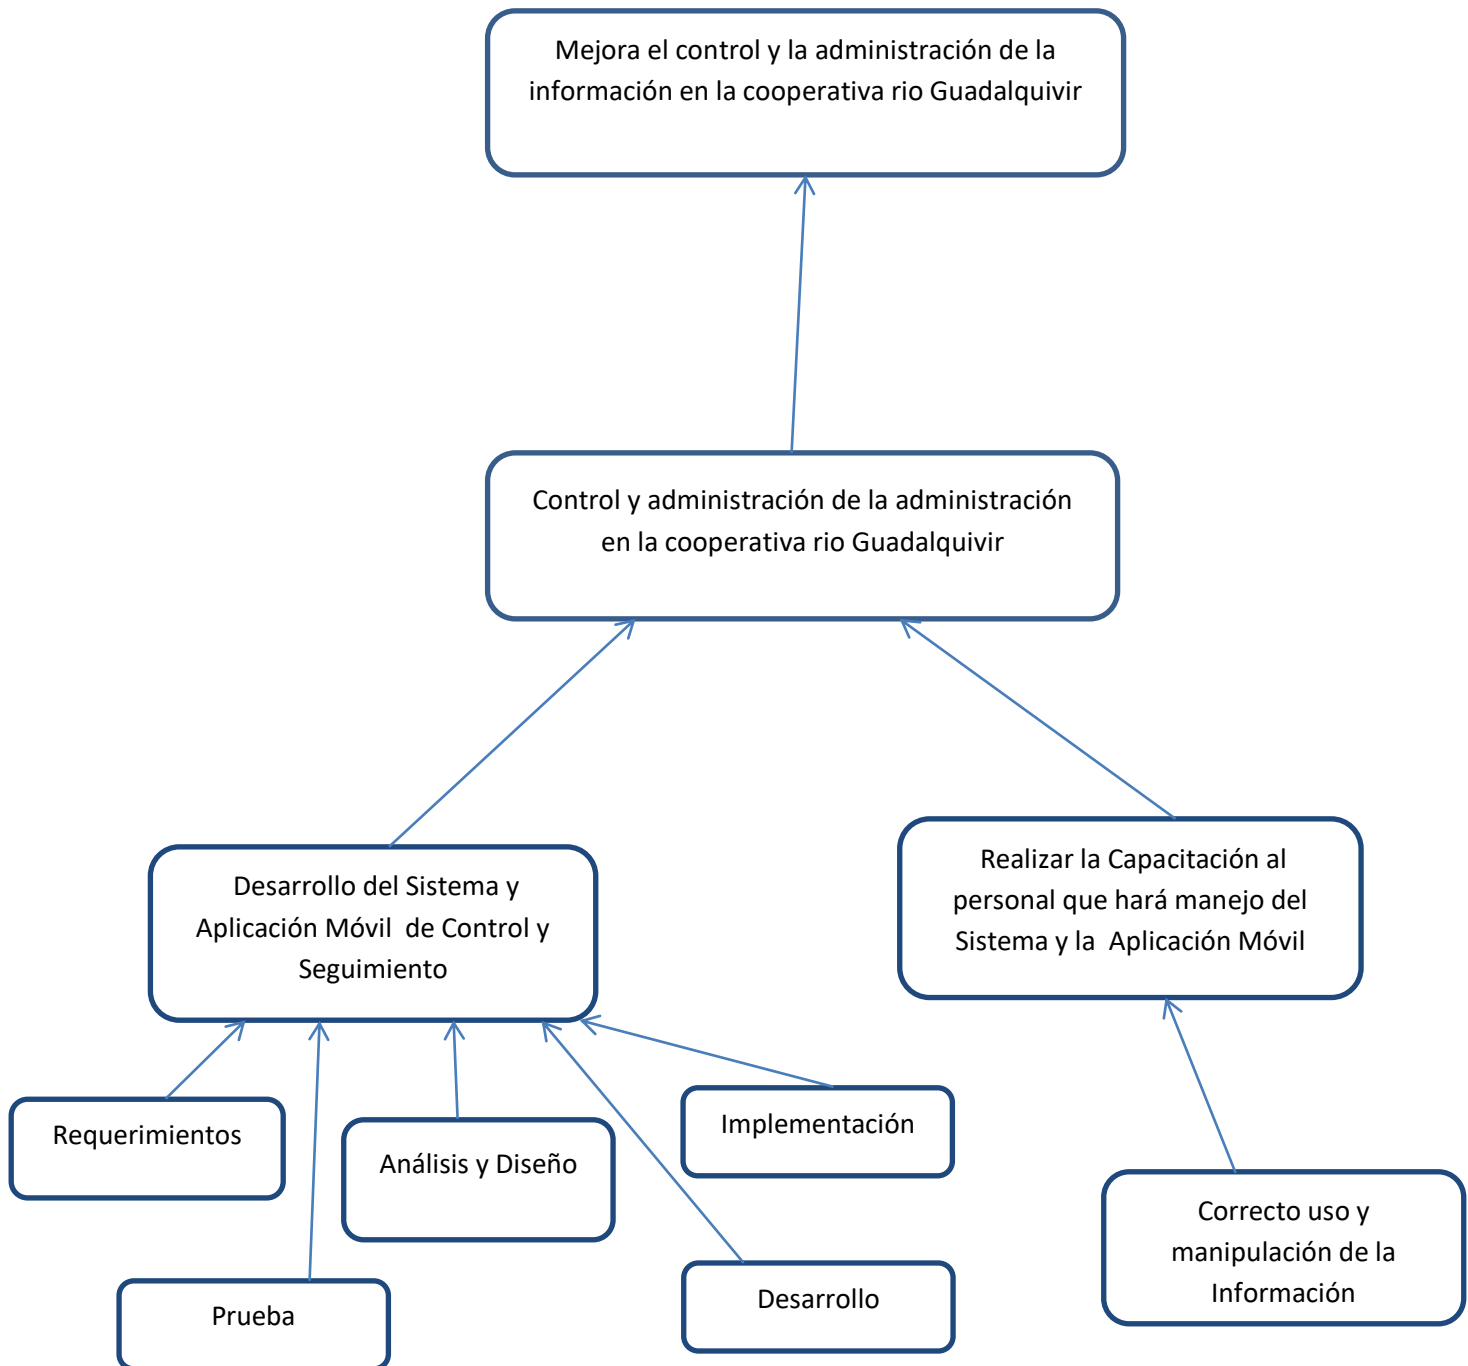 Mejora el control y la administración de la
información en la cooperativa rio Guadalquivir
Control y administración de la administración
en la cooperativa rio Guadalquivir
Desarrollo del Sistema y
Aplicación Móvil  de Control y
Seguimiento
Realizar la Capacitación al
personal que hará manejo del
Sistema y la  Aplicación Móvil
Requerimientos
Análisis y Diseño
Implementación
Prueba
Desarrollo
Correcto uso y
manipulación de la
Información